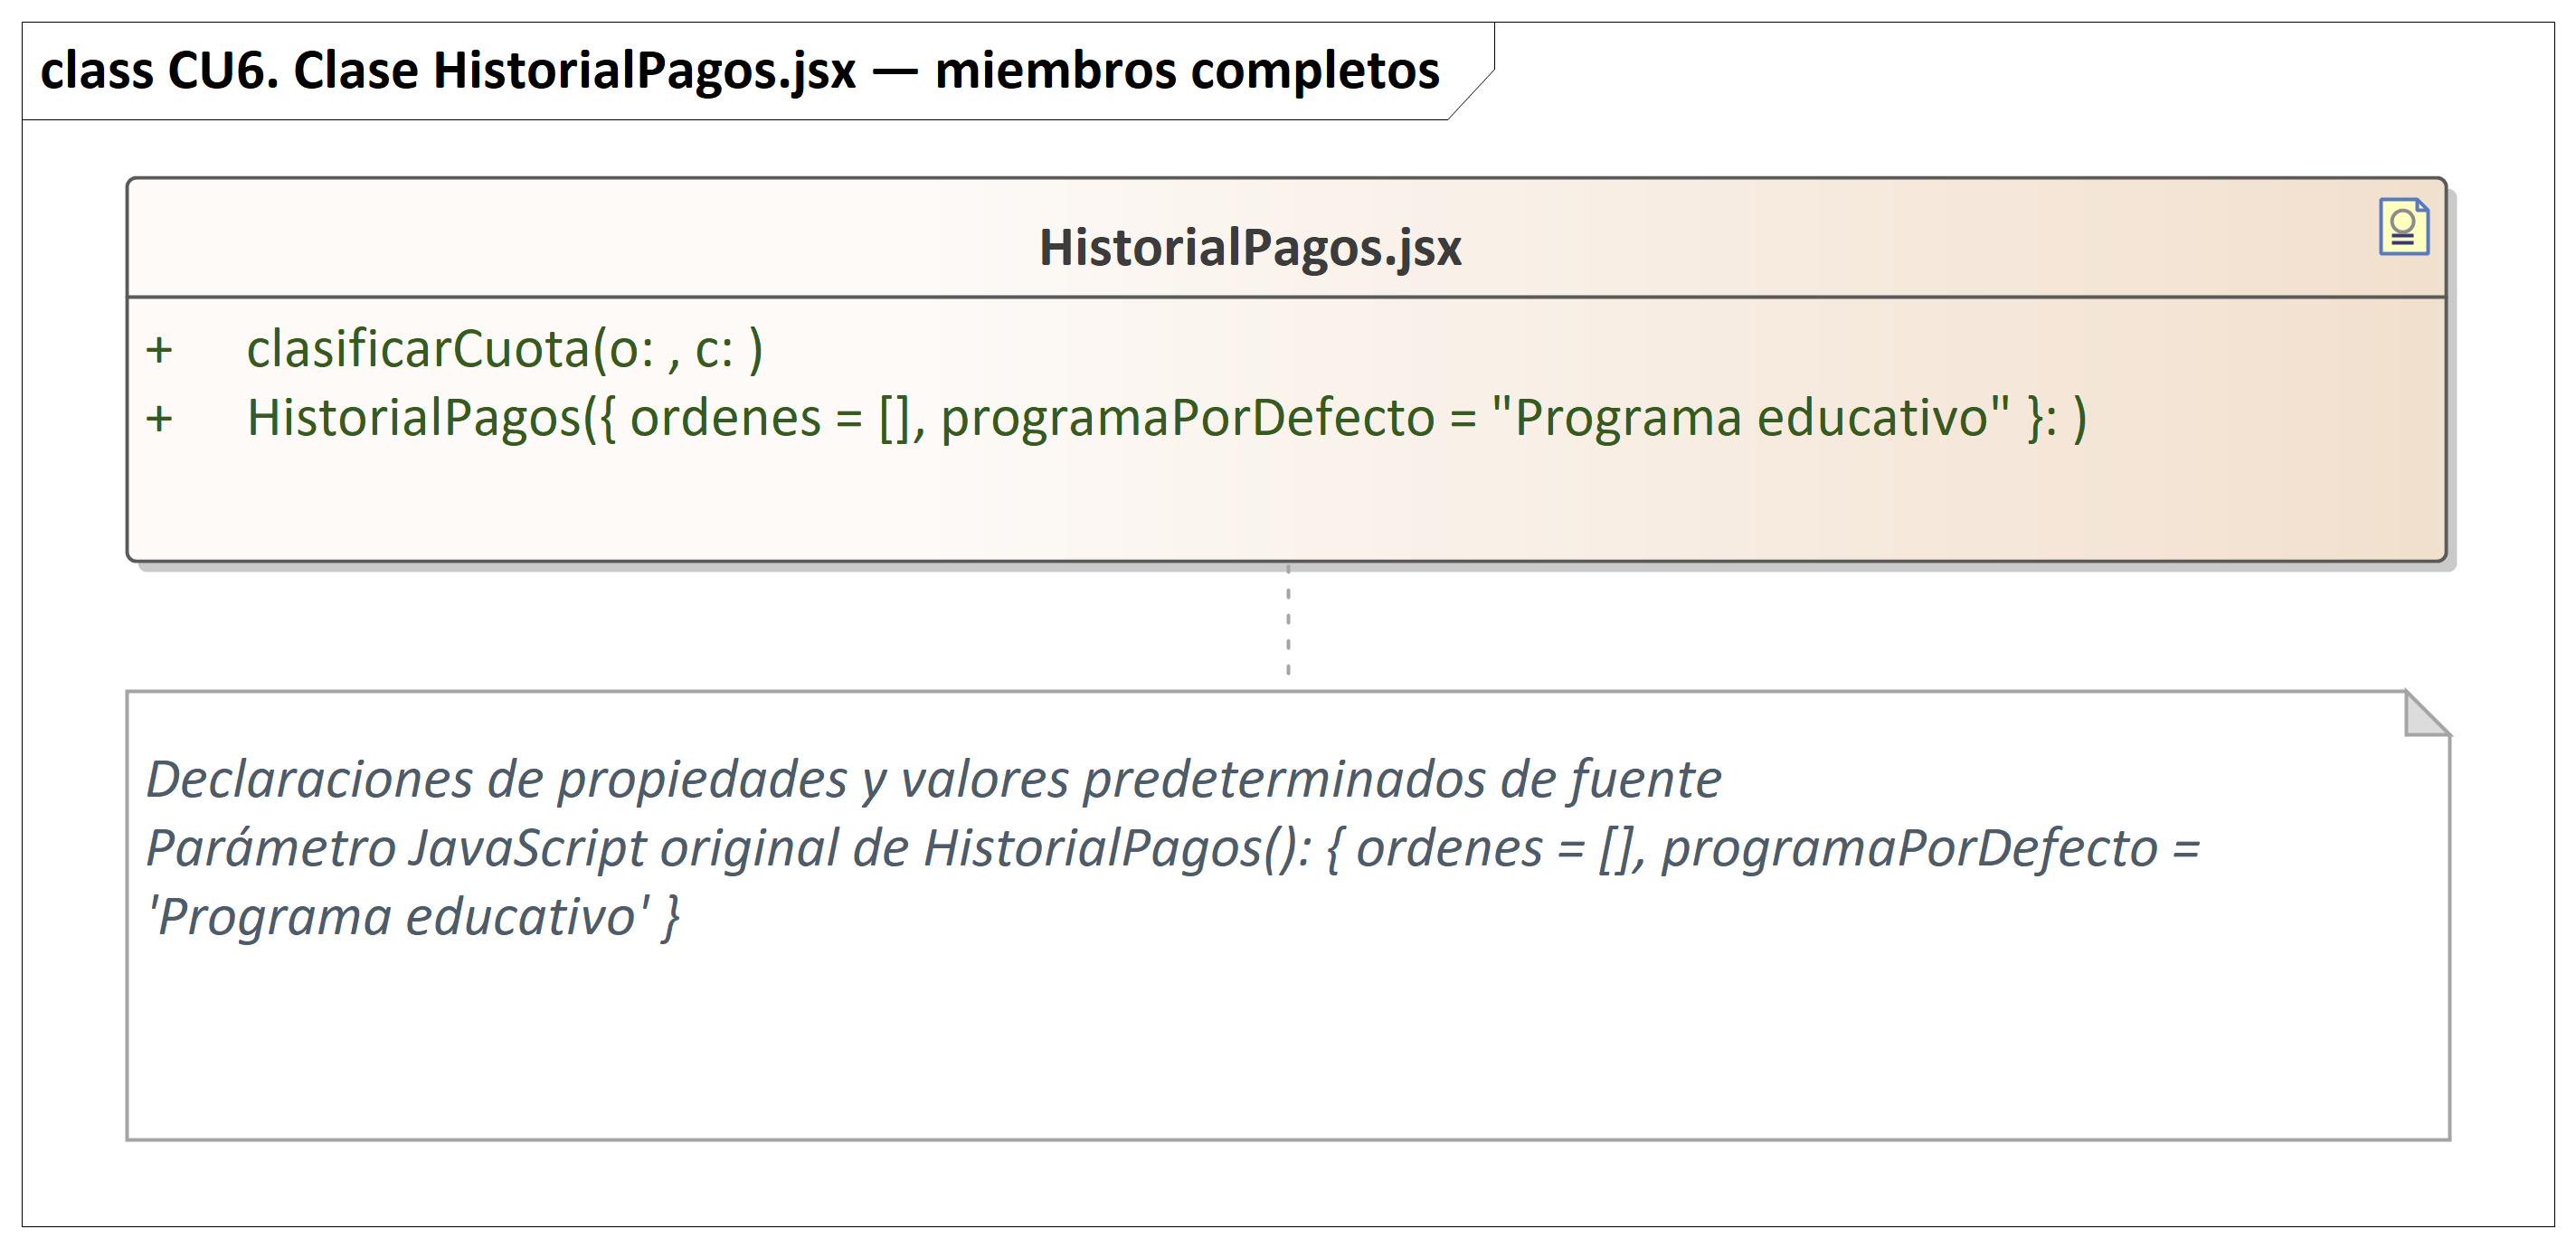 class CU6. Clase HistorialPagos.jsx — miembros completos
HistorialPagos.jsx
+ clasificarCuota(o: , c: )
+ HistorialPagos({ ordenes = [], programaPorDefecto = "Programa educativo" }: )
Declaraciones de propiedades y valores predeterminados de fuente
Parámetro JavaScript original de HistorialPagos(): { ordenes = [], programaPorDefecto =
'Programa educativo' }